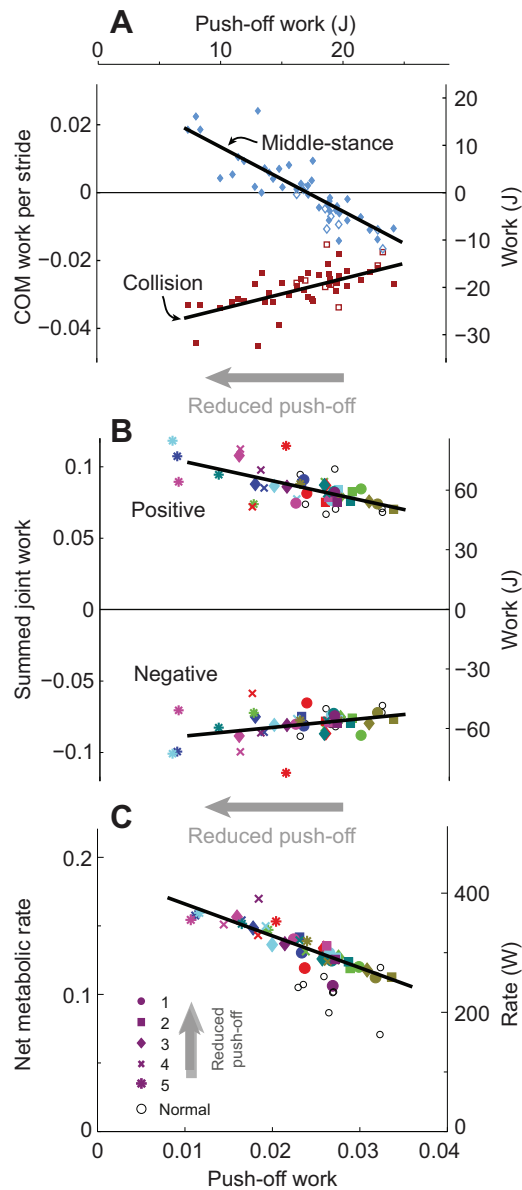 A
Push-off work (J)
0 10 20
0.02
0
−0.02
−0.04
COM work per stride
Middle-stance
Collision
20
10
0
−10
−20
−30
Work (J)
Reduced push-off
B
0.1
0.05
0
−0.05
−0.1
Summed joint work
Positive
Negative
60
0
−60
Work (J)
Reduced push-off
C
0.2
0.1
0
Net metabolic rate
1
2
3
4
5
Normal
Reduced
push-off
400
200
0
Rate (W)
0 0.01 0.02 0.03 0.04
Push-off work